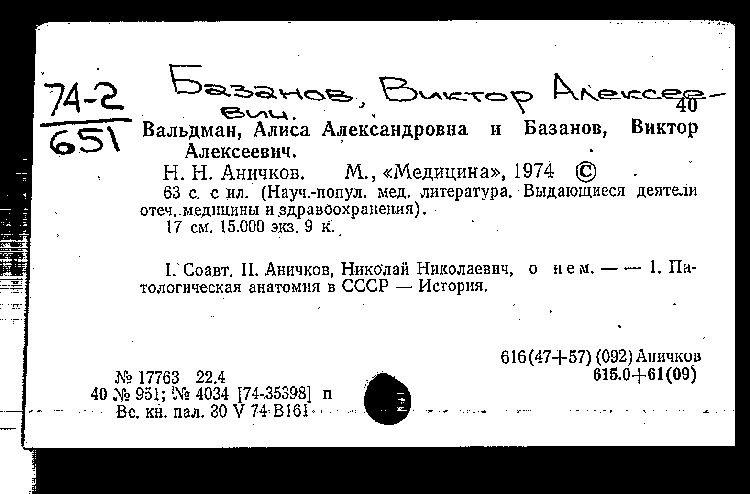 Базанов, Виктор Алексее-
вич.
74-2
651
40
Вальдман, Алиса Александровна и Базанов, Виктор
Алексеевич.
Н. Н. Аничков. М., «Медицина», 1974 ©
63 с. с ил. (Науч.-попул. мед. литература. Выдающиеся деятели
отеч. медицины и здравоохранения).
17 см. 15.000 экз. 9 к.
I. Соавт. II. Аничков, Николай Николаевич, о нем. — — 1. Па-
тологическая анатомия в СССР — История.
616(47+57)(092) Аничков
615.0+61(09)
№ 17763 22.4
40 № 951; № 4034 [74-35398] п
Вс. кн. пал. 30 V 74 В161